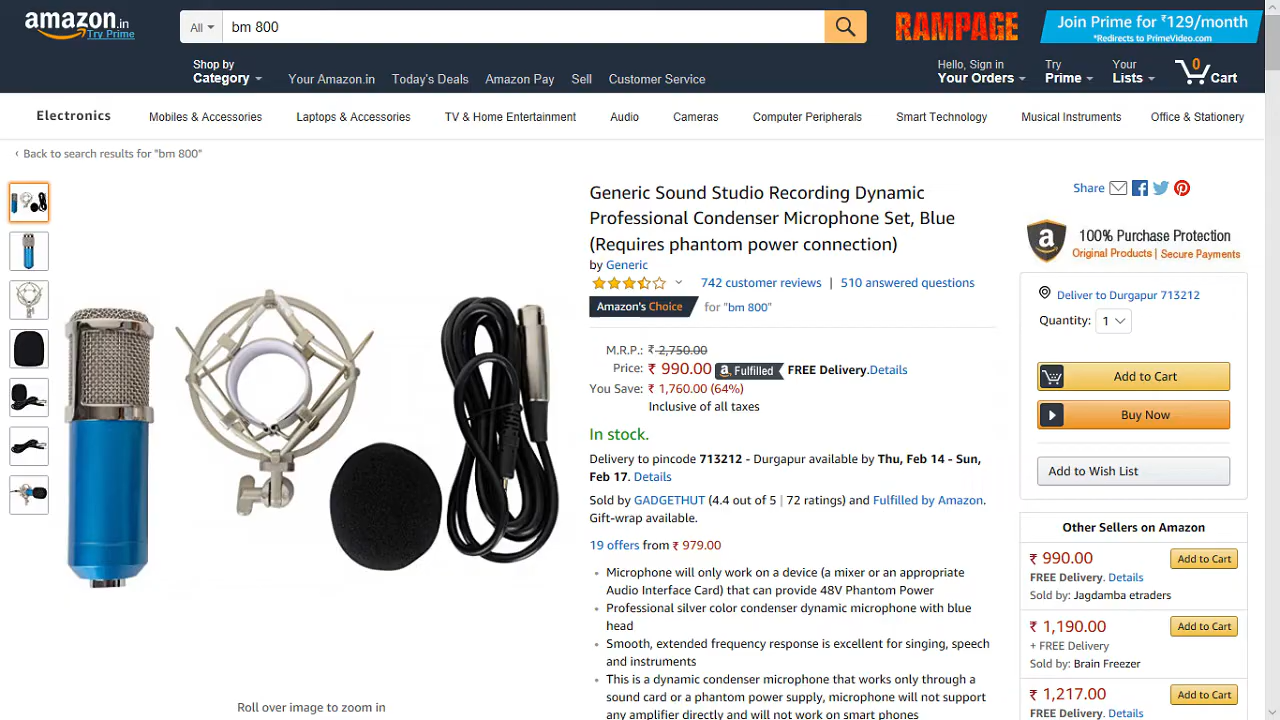 amazon.in
Try Prime
All
bm 800
RAMPAGE
Join Prime for ₹129/month
*Redirects to PrimeVideo.com
Shop by
Category
Your Amazon.in
Today's Deals
Amazon Pay
Sell
Customer Service
Hello, Sign in
Your Orders
Try
Prime
Your
Lists
0
Cart
Electronics
Mobiles & Accessories
Laptops & Accessories
TV & Home Entertainment
Audio
Cameras
Computer Peripherals
Smart Technology
Musical Instruments
Office & Stationery
‹ Back to search results for "bm 800"
Roll over image to zoom in
Generic Sound Studio Recording Dynamic
Professional Condenser Microphone Set, Blue
(Requires phantom power connection)
by Generic
742 customer reviews | 510 answered questions
Amazon's Choice for "bm 800"
M.R.P.: ₹ 2,750.00
Price: ₹ 990.00 a Fulfilled FREE Delivery.Details
You Save: ₹ 1,760.00 (64%)
Inclusive of all taxes
In stock.
Delivery to pincode 713212 - Durgapur available by Thu, Feb 14 - Sun,
Feb 17. Details
Sold by GADGETHUT (4.4 out of 5 | 72 ratings) and Fulfilled by Amazon.
Gift-wrap available.
19 offers from ₹ 979.00
• Microphone will only work on a device (a mixer or an appropriate
Audio Interface Card) that can provide 48V Phantom Power
• Professional silver color condenser dynamic microphone with blue
head
• Smooth, extended frequency response is excellent for singing, speech
and instruments
• This is a dynamic condenser microphone that works only through a
sound card or a phantom power supply, microphone will not support
any amplifier directly and will not work on smart phones
Share
a
100% Purchase Protection
Original Products | Secure Payments
Deliver to Durgapur 713212
Quantity: 1
Add to Cart
Buy Now
Add to Wish List
Other Sellers on Amazon
₹ 990.00 Add to Cart
FREE Delivery. Details
Sold by: Jagdamba etraders
₹ 1,190.00 Add to Cart
+ FREE Delivery
Sold by: Brain Freezer
₹ 1,217.00 Add to Cart
FREE Delivery. Details